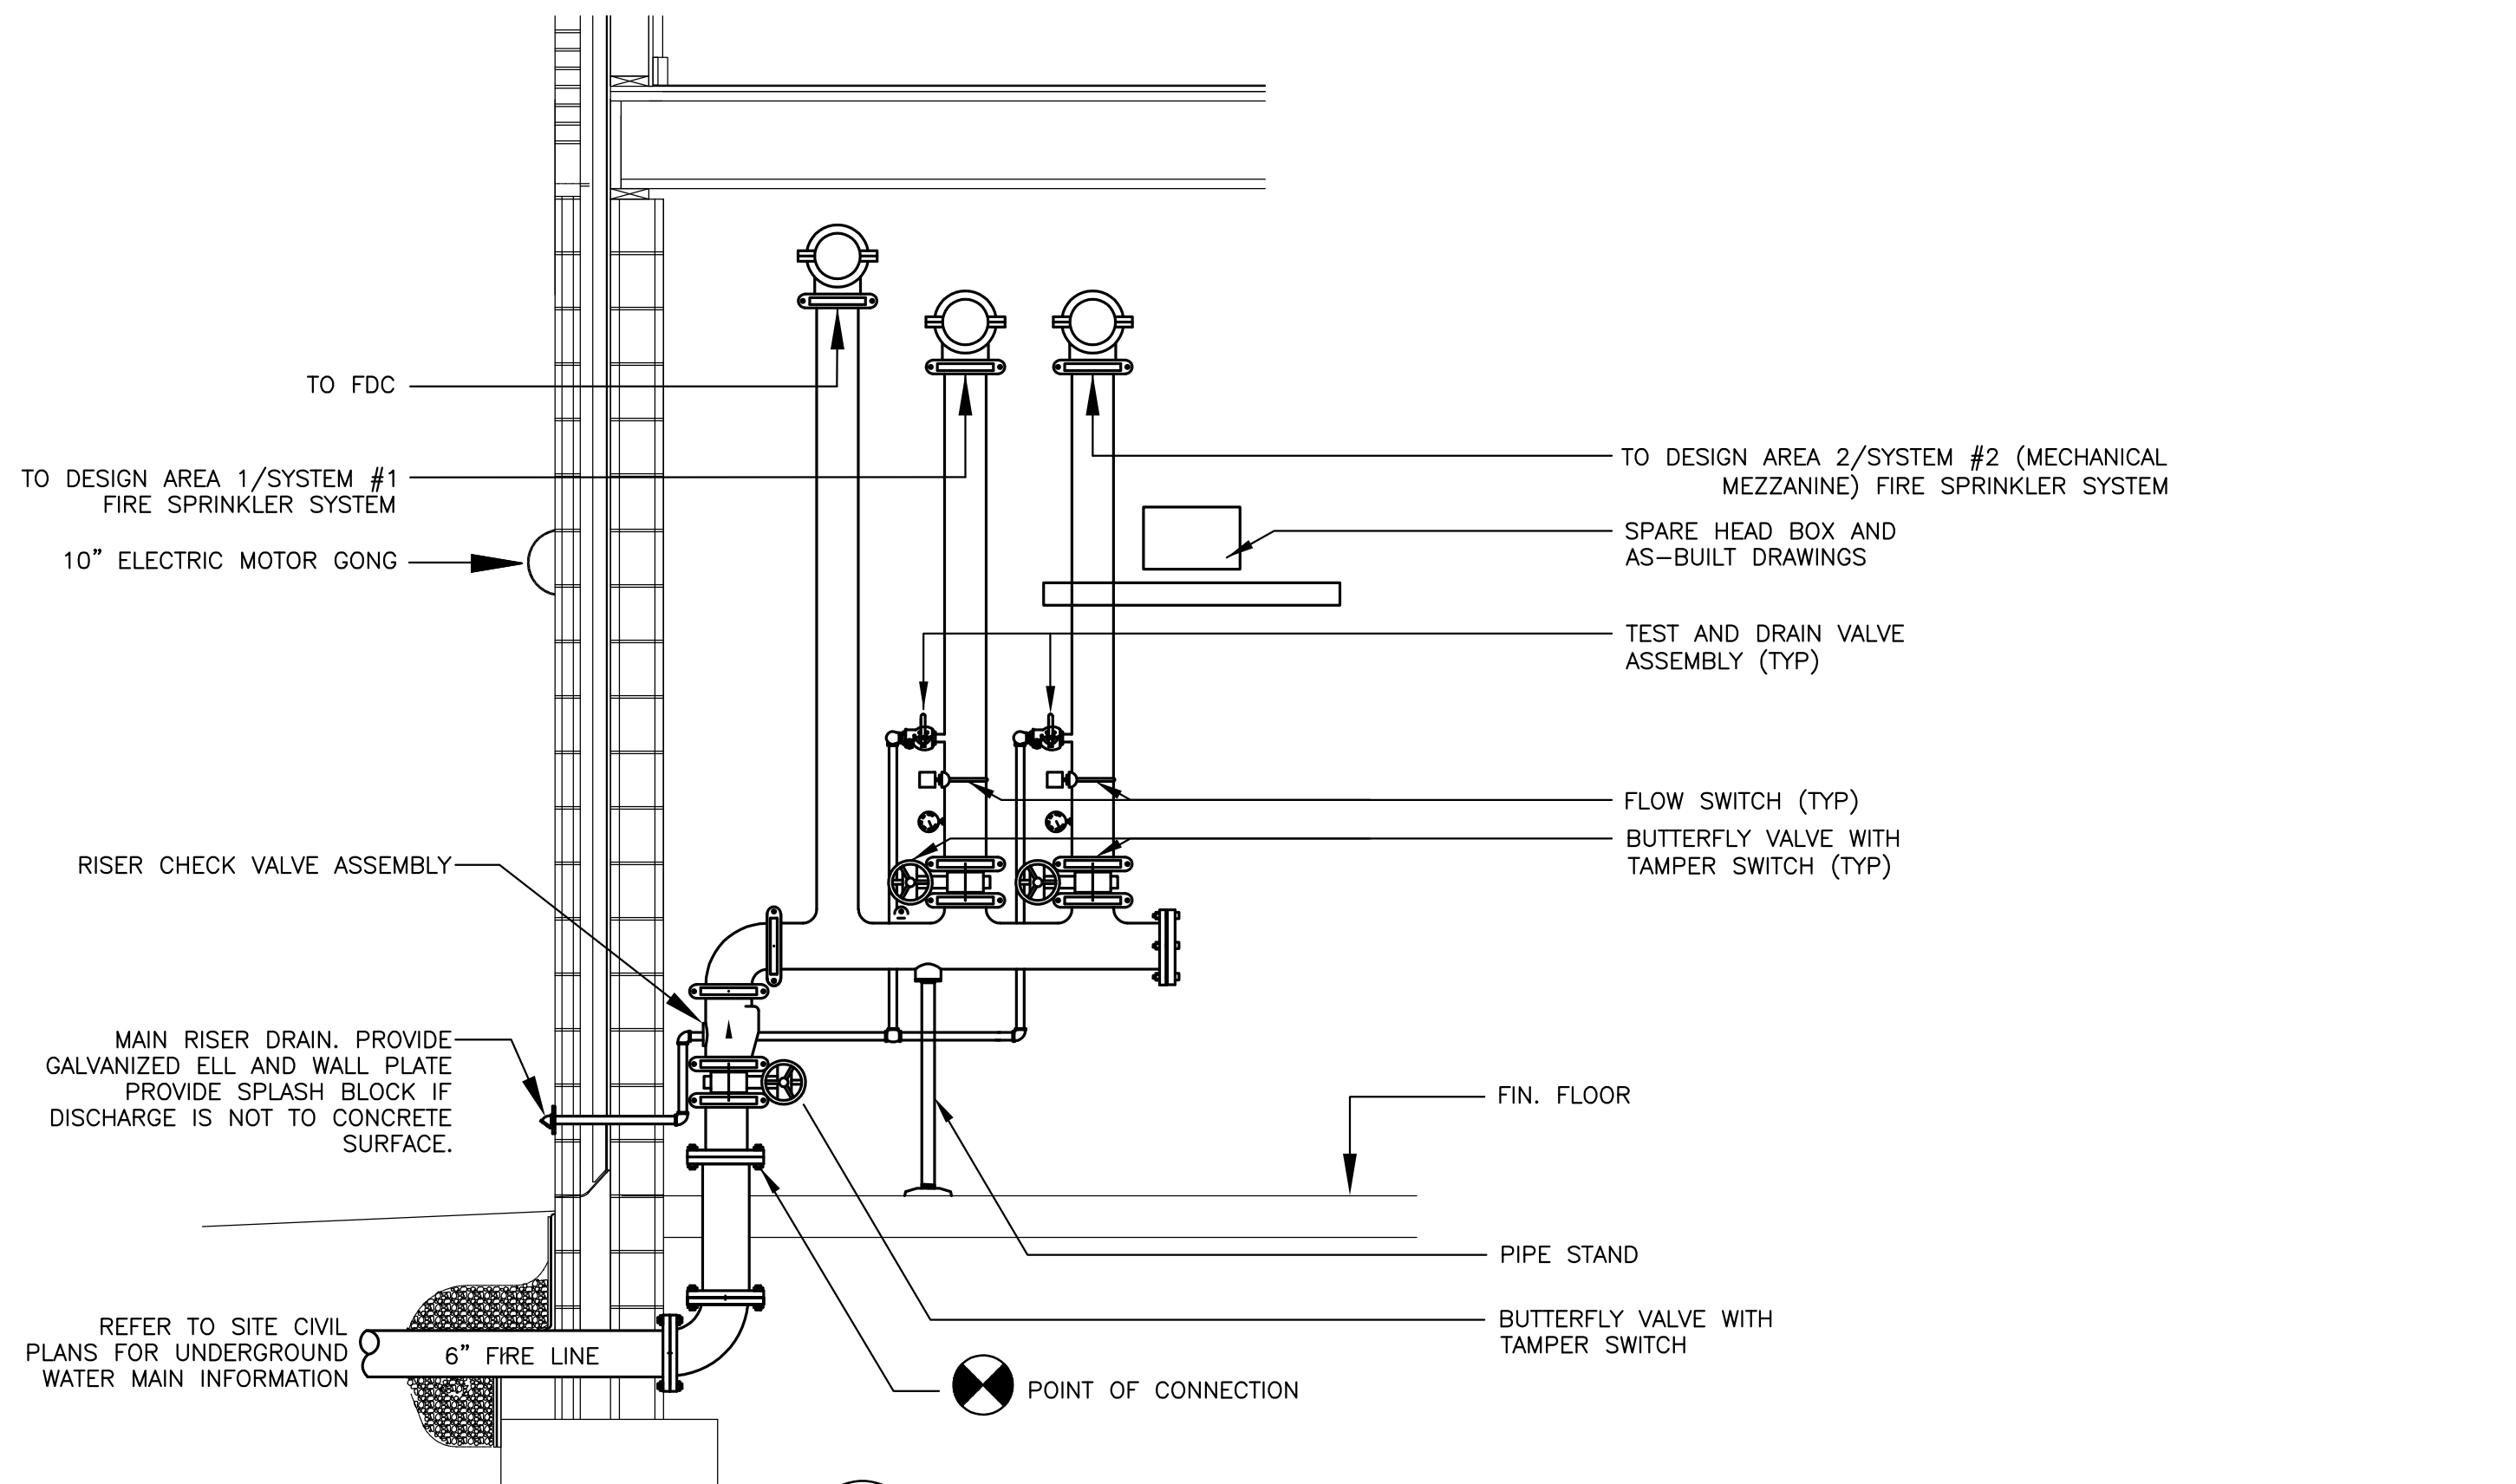 TO FDC
TO DESIGN AREA 1/SYSTEM #1
FIRE SPRINKLER SYSTEM
10" ELECTRIC MOTOR GONG
TO DESIGN AREA 2/SYSTEM #2 (MECHANICAL
MEZZANINE) FIRE SPRINKLER SYSTEM
SPARE HEAD BOX AND
AS-BUILT DRAWINGS
TEST AND DRAIN VALVE
ASSEMBLY (TYP)
FLOW SWITCH (TYP)
BUTTERFLY VALVE WITH
TAMPER SWITCH (TYP)
RISER CHECK VALVE ASSEMBLY
MAIN RISER DRAIN. PROVIDE
GALVANIZED ELL AND WALL PLATE
PROVIDE SPLASH BLOCK IF
DISCHARGE IS NOT TO CONCRETE
SURFACE.
FIN. FLOOR
PIPE STAND
BUTTERFLY VALVE WITH
TAMPER SWITCH
REFER TO SITE CIVIL
PLANS FOR UNDERGROUND
WATER MAIN INFORMATION
6" FIRE LINE
POINT OF CONNECTION